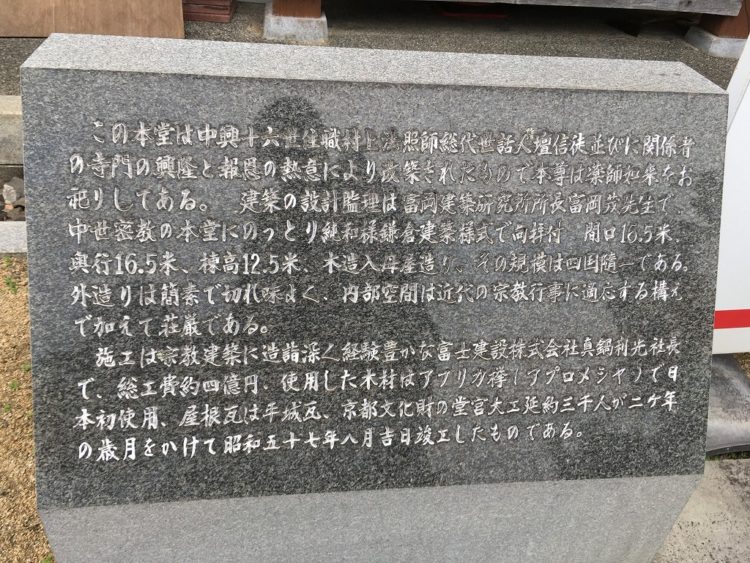 この本堂は中興十六世住職村上法照師総代世話人壇信徒並びに関係者
の寺門の興隆と報恩の熱意により改築されたもので本尊は薬師如来をお
祀りしてある。 建築の設計監理は富岡建築研究所所長富岡茂先生で
中世密教の本堂にのっとり純和様鎌倉建築様式で向拝付 間口16.5米、
奥行16.5米、棟高12.5米、木造入母屋造り、その規模は四国随一である。
外造りは簡素で切れ味よく、内部空間は近代の宗教行事に適応する構え
で加えて荘厳である。
施工は宗教建築に造詣深く経験豊かな富士建設株式会社真鍋利光社長
で、総工費約四億円、使用した木材はアフリカ欅(アプロメシヤ)で日
本初使用、屋根瓦は平城瓦、京都文化財の堂宮大工延約三千人が二ケ年
の歳月をかけて昭和五十七年八月吉日竣工したものである。